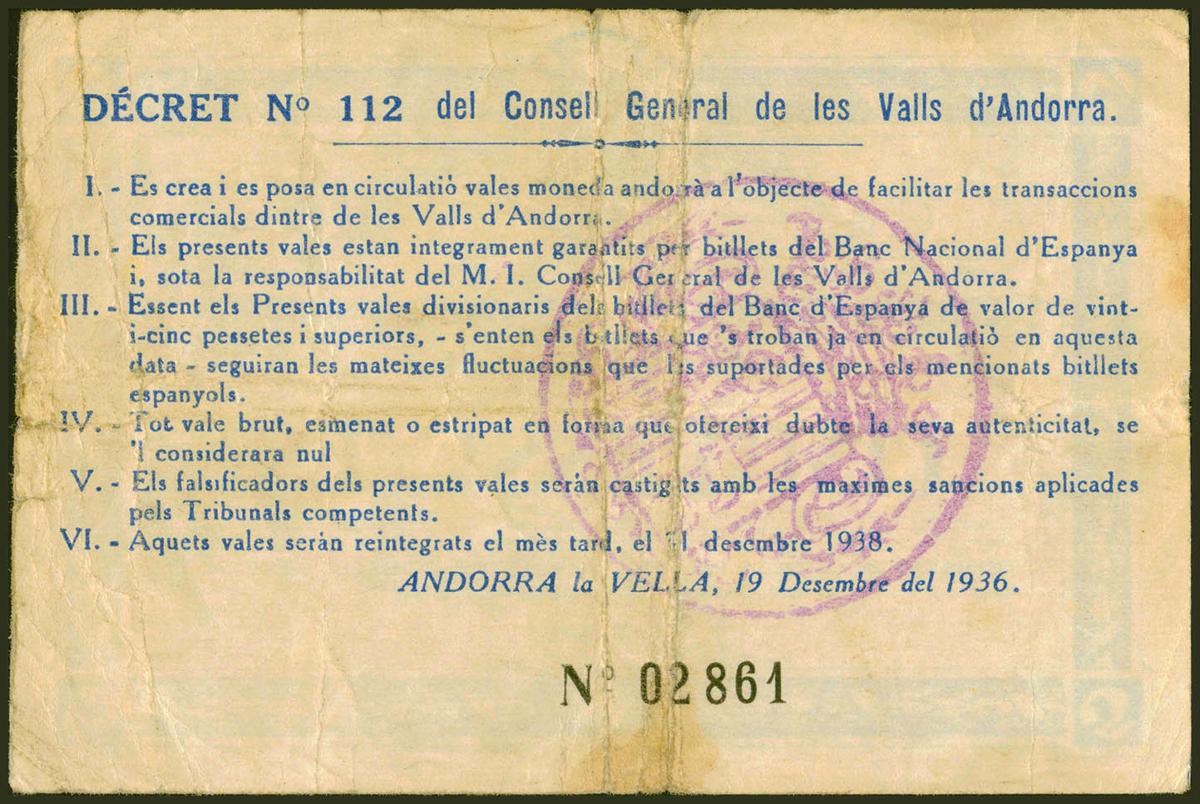 DÉCRET Nº 112 del Consell General de les Valls d'Andorra.
I. - Es crea i es posa en circulatiò vales moneda andorrà a l'objecte de facilitar les transaccions
comercials dintre de les Valls d'Andorra.
II. - Els presents vales estan integrament garantits per bitllets del Banc Nacional d'Espanya
i, sota la responsabilitat del M. I. Consell General de les Valls d'Andorra.
III. - Essent els Presents vales divisionaris dels bitllets del Banc d'Espanya de valor de vint-
i-cinc pessetes i superiors, - s'enten els bitllets que 's troban ja en circulatiò en aquesta
data - seguiran les mateixes fluctuacions que les suportades per els mencionats bitllets
espanyols.
IV. - Tot vale brut, esmenat o estripat en forma que ofereixi dubte la seva autenticitat, se
'l considerara nul
V. - Els falsificadors dels presents vales seràn castigats amb les maximes sancions aplicades
pels Tribunals competents.
VI. - Aquets vales seràn reintegrats el mès tard, el 31 desembre 1938.
ANDORRA la VELLA, 19 Desembre del 1936.
Nº 02861
2